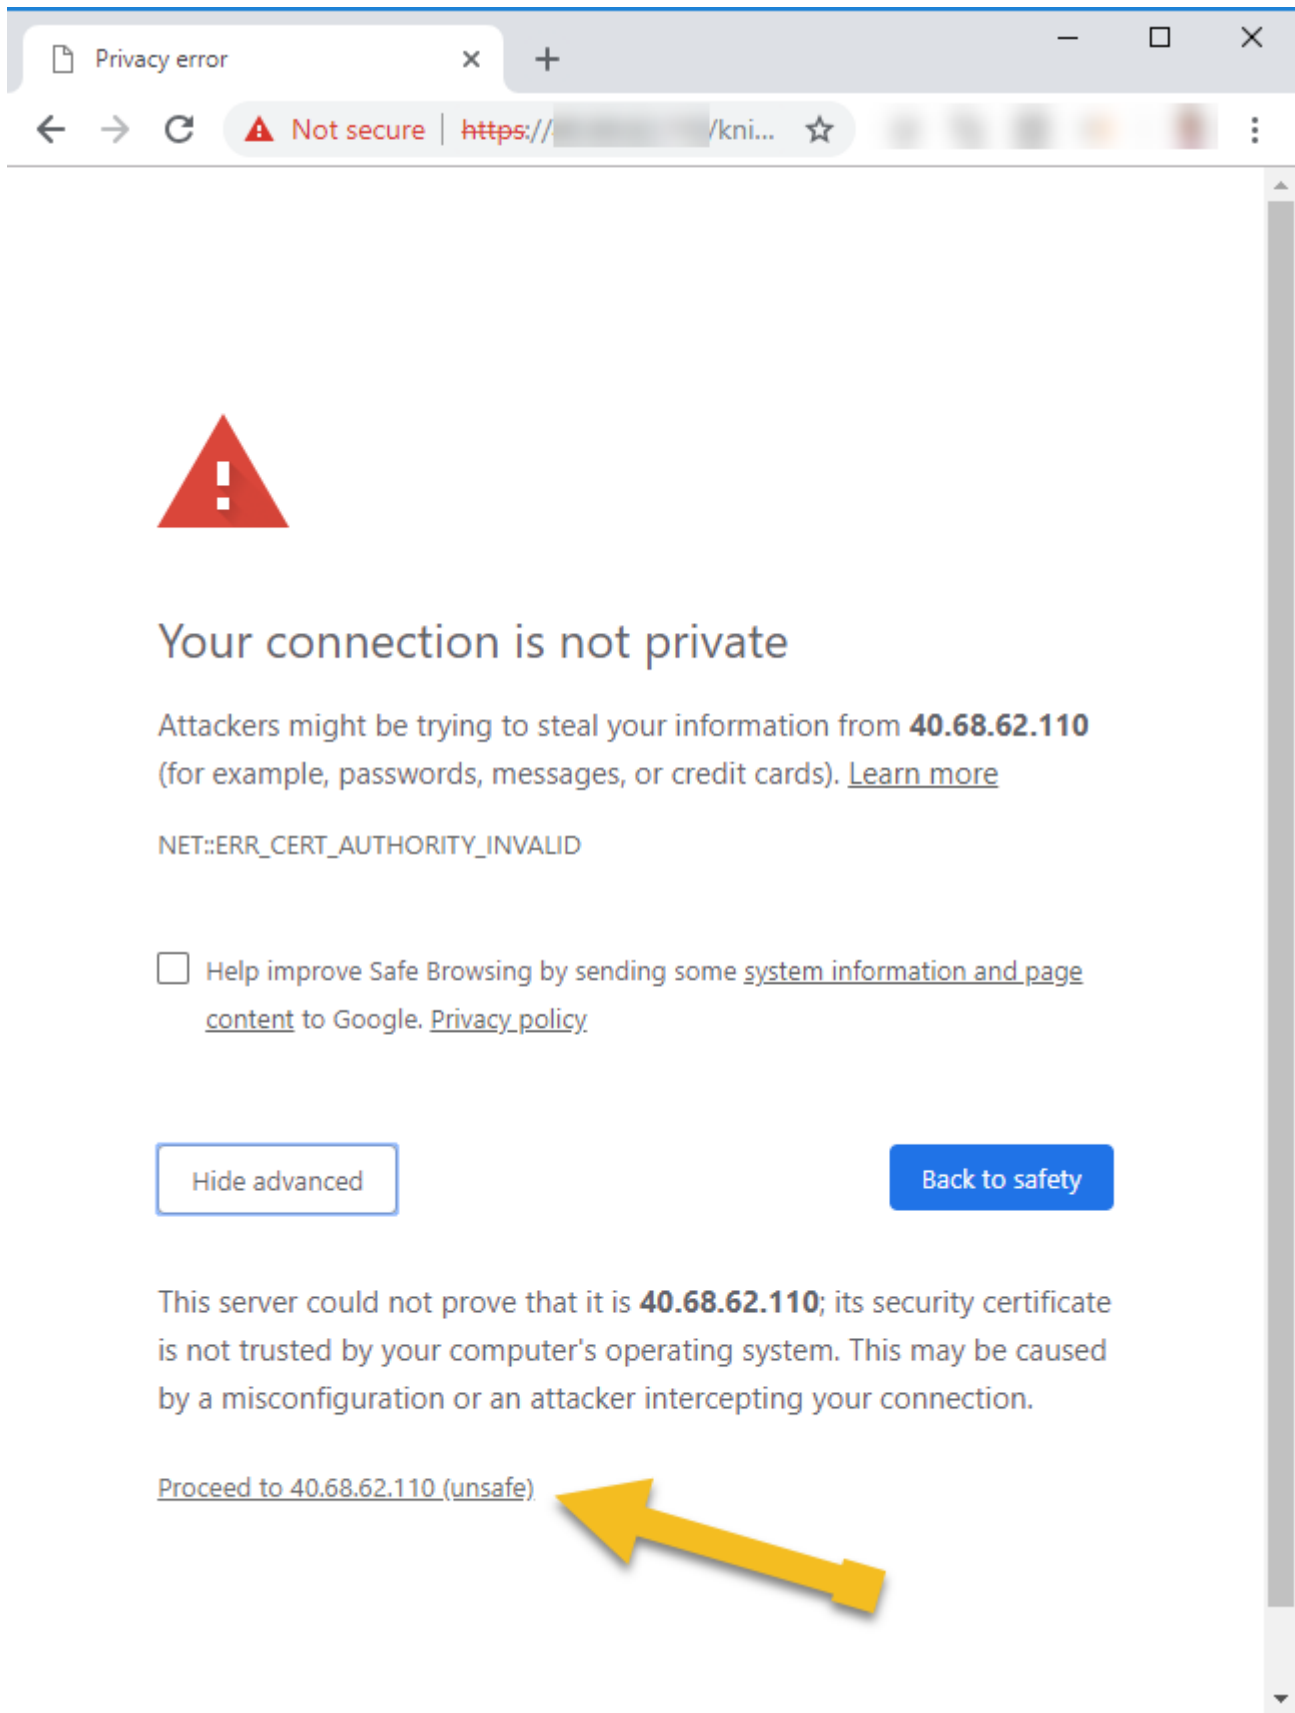 Privacy error
Not secure https:// /kni...
Your connection is not private
Attackers might be trying to steal your information from 40.68.62.110
(for example, passwords, messages, or credit cards). Learn more
NET::ERR_CERT_AUTHORITY_INVALID
Help improve Safe Browsing by sending some system information and page
content to Google. Privacy policy
Hide advanced
Back to safety
This server could not prove that it is 40.68.62.110; its security certificate
is not trusted by your computer's operating system. This may be caused
by a misconfiguration or an attacker intercepting your connection.
Proceed to 40.68.62.110 (unsafe)